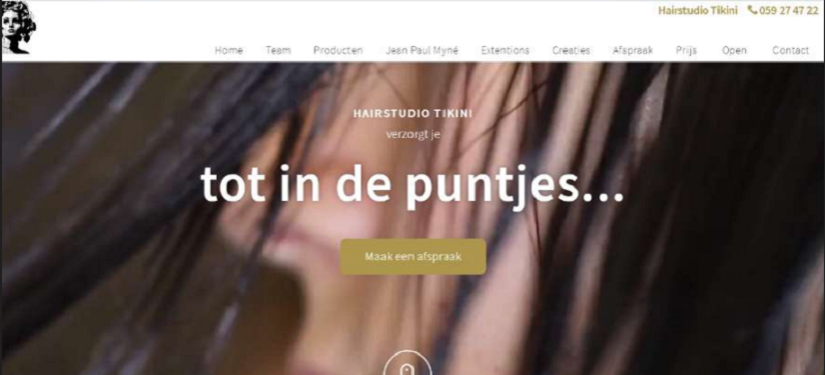 Hairstudio Tikini 059 27 47 22
Home Team Producten Jean Paul Myné Extentions Creaties Afspraak Prijs Open Contact
HAIRSTUDIO TIKINI
verzorgt je
tot in de puntjes...
Maak een afspraak